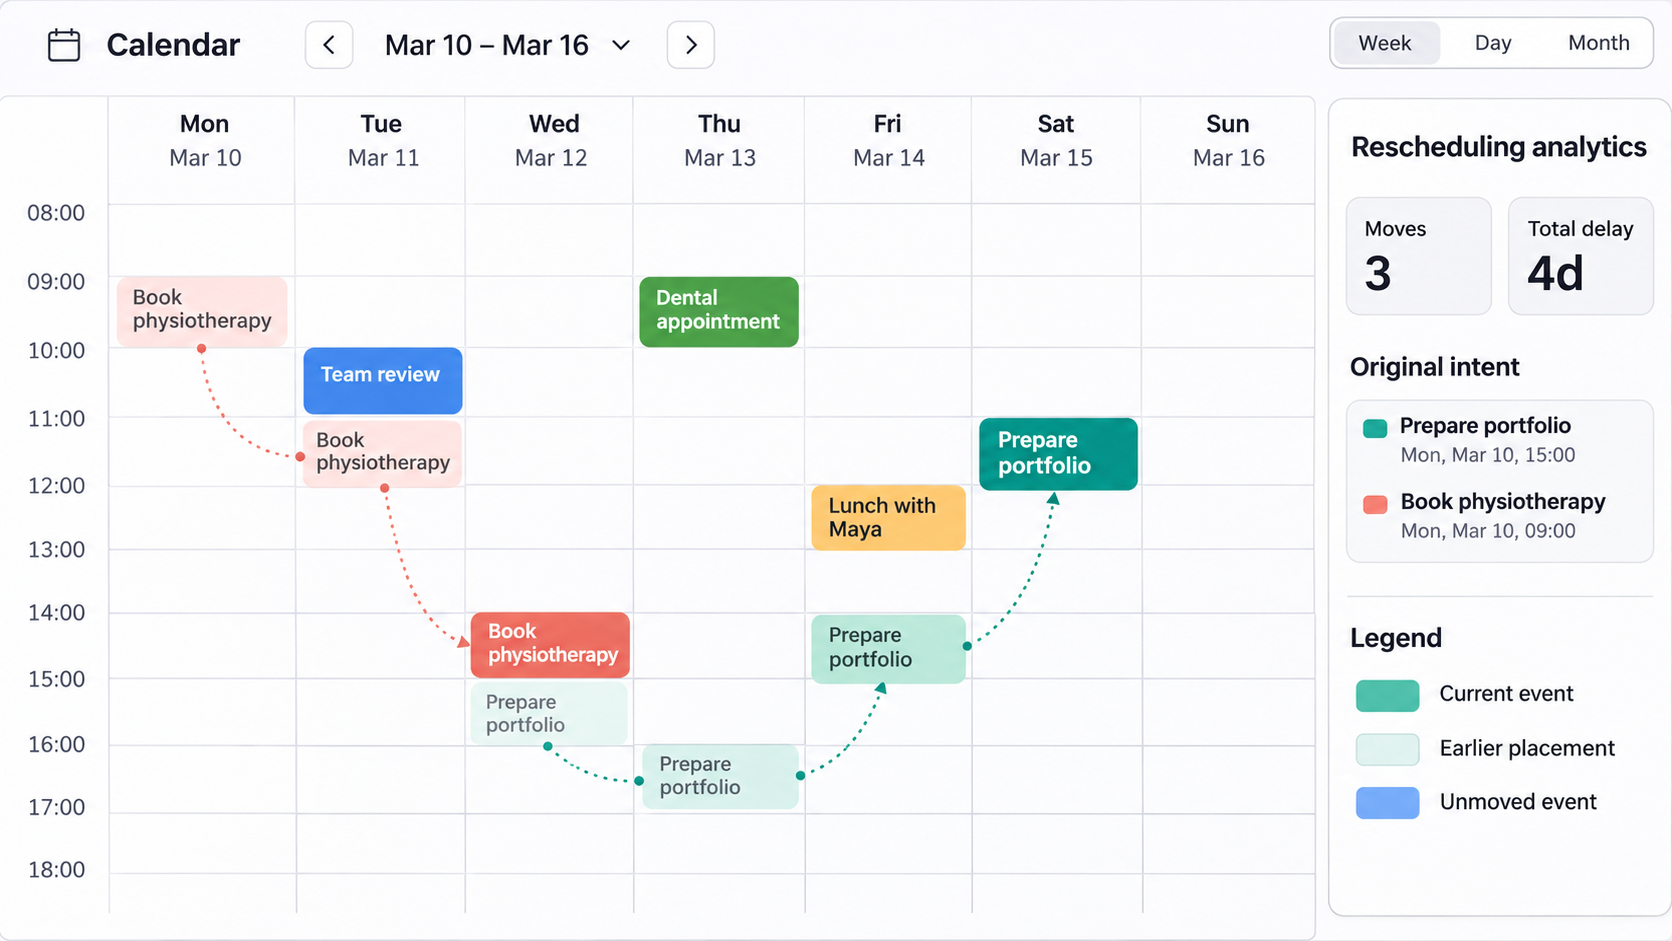 Calendar
Mar 10 – Mar 16
Week
Day
Month
Mon
Mar 10
Tue
Mar 11
Wed
Mar 12
Thu
Mar 13
Fri
Mar 14
Sat
Mar 15
Sun
Mar 16
08:00
09:00
10:00
11:00
12:00
13:00
14:00
15:00
16:00
17:00
18:00
Book
physiotherapy
Team review
Book
physiotherapy
Book
physiotherapy
Prepare
portfolio
Dental
appointment
Prepare
portfolio
Lunch with
Maya
Prepare
portfolio
Prepare
portfolio
Rescheduling analytics
Moves
3
Total delay
4d
Original intent
Prepare portfolio
Mon, Mar 10, 15:00
Book physiotherapy
Mon, Mar 10, 09:00
Legend
Current event
Earlier placement
Unmoved event